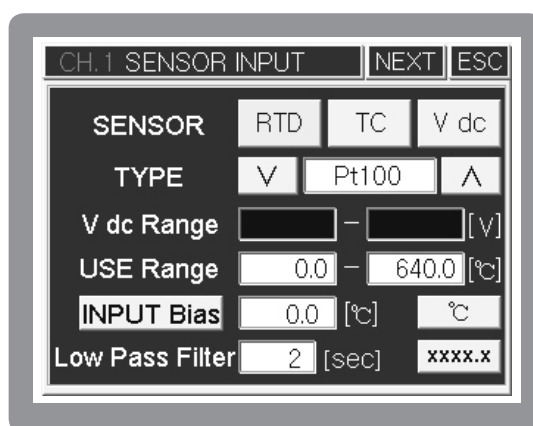 CH.1 SENSOR INPUT NEXT ESC
SENSOR RTD TC V dc
TYPE ∨ Pt100 ∧
V dc Range – [V]
USE Range 0.0 – 640.0 [℃]
INPUT Bias 0.0 [℃] ℃
Low Pass Filter 2 [sec] xxxx.x